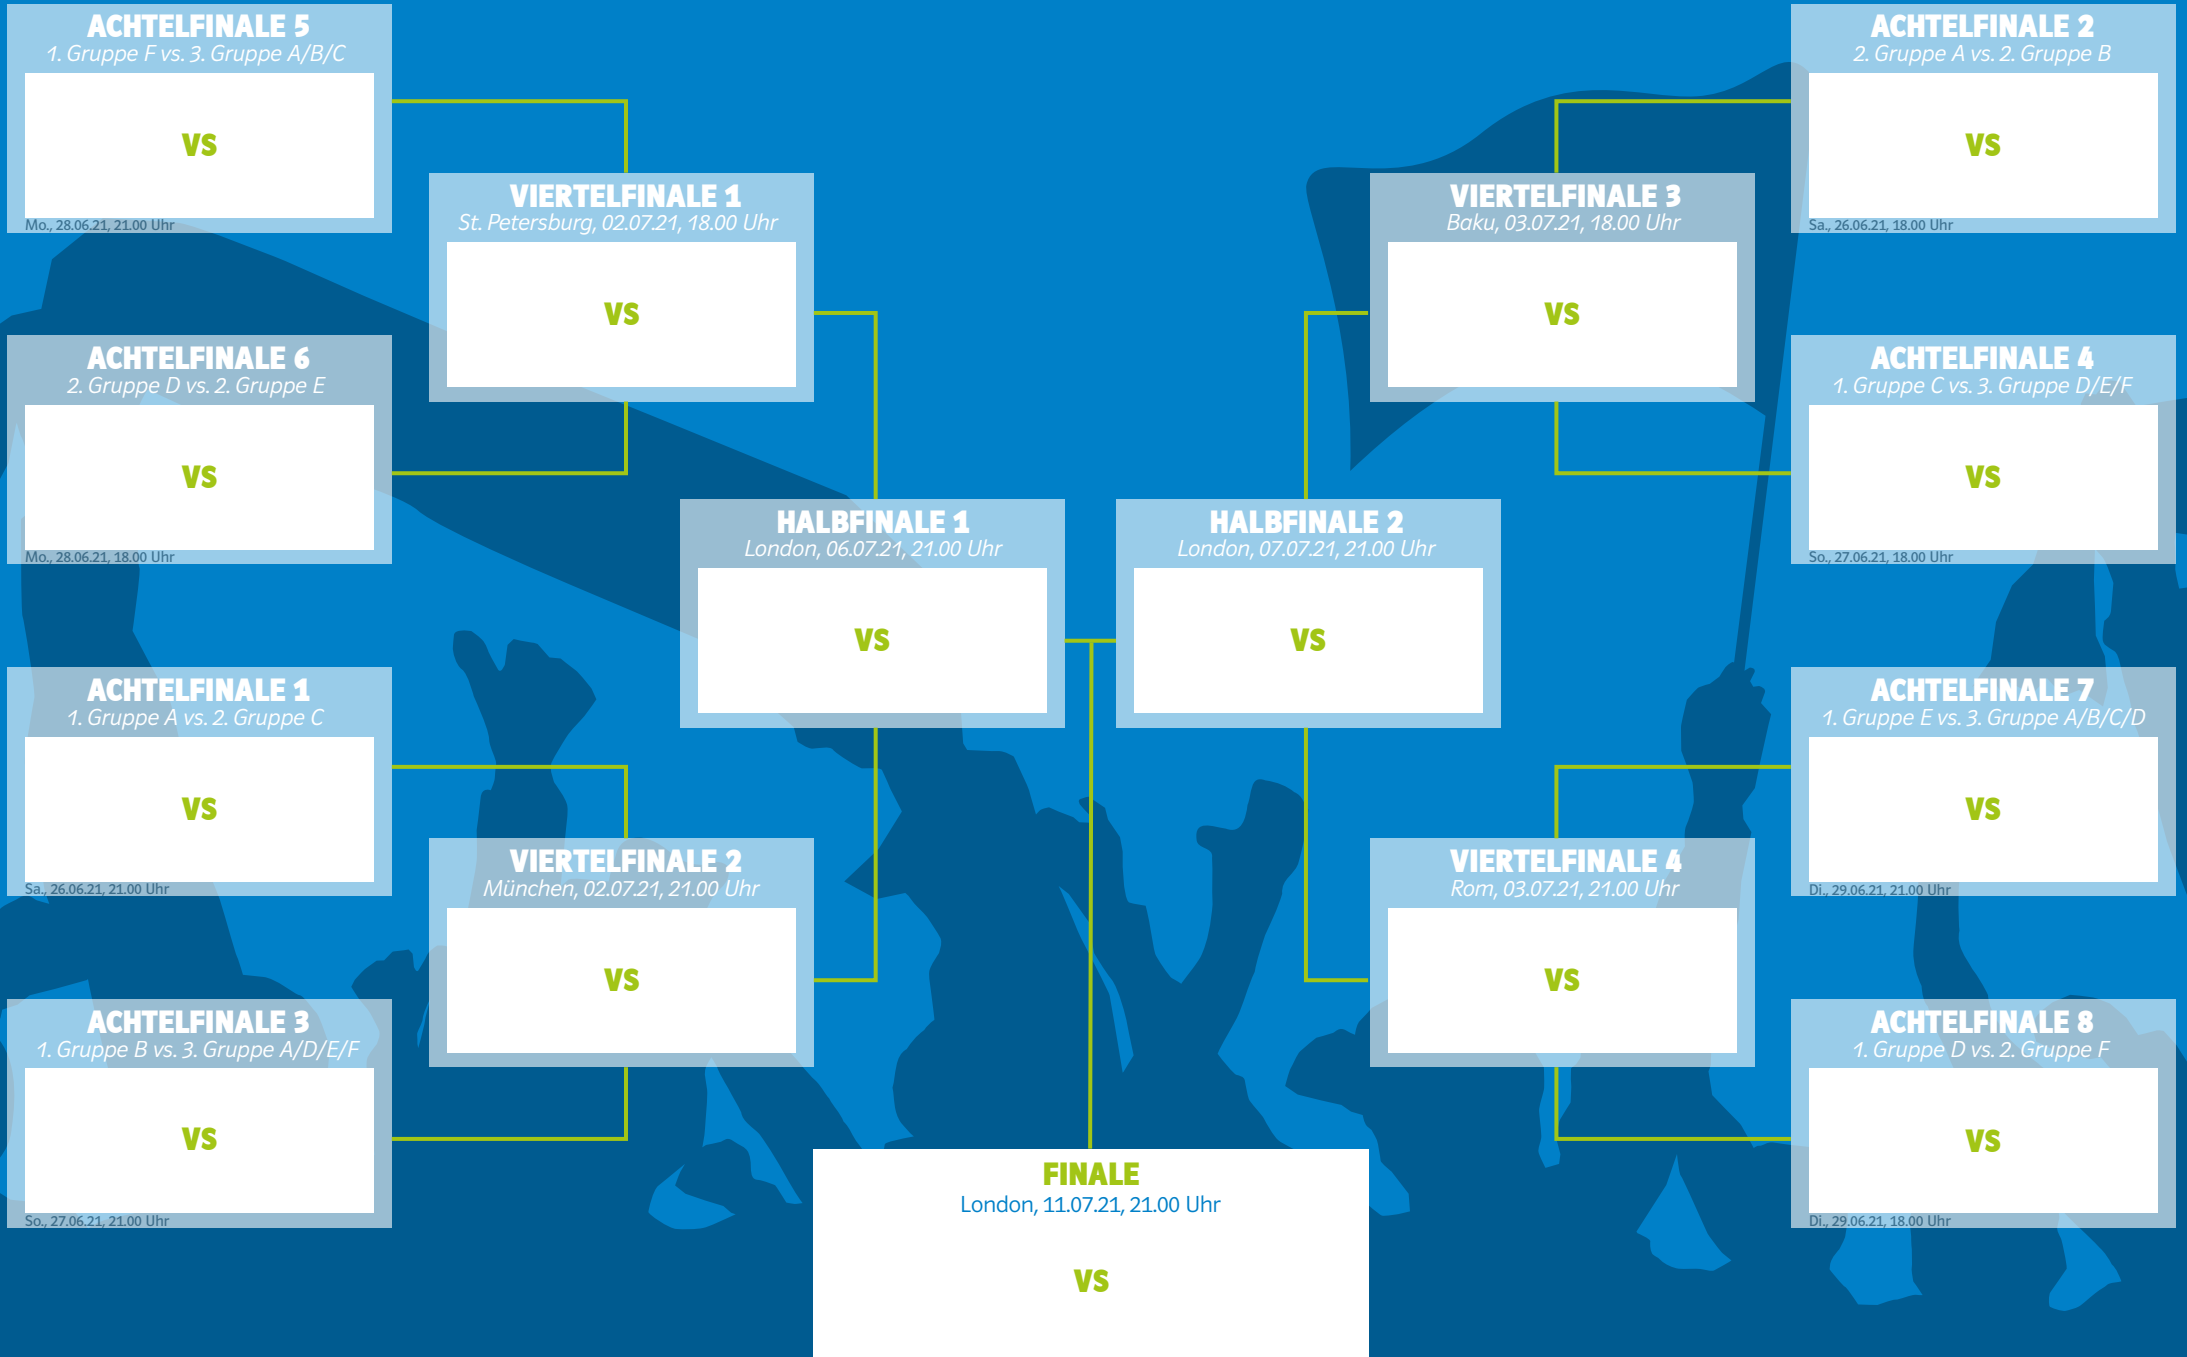 ACHTELFINALE 5
1. Gruppe F vs. 3. Gruppe A/B/C
VS
Mo., 28.06.21, 21.00 Uhr
ACHTELFINALE 6
2. Gruppe D vs. 2. Gruppe E
VS
Mo., 28.06.21, 18.00 Uhr
ACHTELFINALE 1
1. Gruppe A vs. 2. Gruppe C
VS
Sa., 26.06.21, 21.00 Uhr
ACHTELFINALE 3
1. Gruppe B vs. 3. Gruppe A/D/E/F
VS
So., 27.06.21, 21.00 Uhr
VIERTELFINALE 1
St. Petersburg, 02.07.21, 18.00 Uhr
VS
VIERTELFINALE 2
München, 02.07.21, 21.00 Uhr
VS
HALBFINALE 1
London, 06.07.21, 21.00 Uhr
VS
HALBFINALE 2
London, 07.07.21, 21.00 Uhr
VS
FINALE
London, 11.07.21, 21.00 Uhr
VS
VIERTELFINALE 3
Baku, 03.07.21, 18.00 Uhr
VS
VIERTELFINALE 4
Rom, 03.07.21, 21.00 Uhr
VS
ACHTELFINALE 2
2. Gruppe A vs. 2. Gruppe B
VS
Sa., 26.06.21, 18.00 Uhr
ACHTELFINALE 4
1. Gruppe C vs. 3. Gruppe D/E/F
VS
So., 27.06.21, 18.00 Uhr
ACHTELFINALE 7
1. Gruppe E vs. 3. Gruppe A/B/C/D
VS
Di., 29.06.21, 21.00 Uhr
ACHTELFINALE 8
1. Gruppe D vs. 2. Gruppe F
VS
Di., 29.06.21, 18.00 Uhr